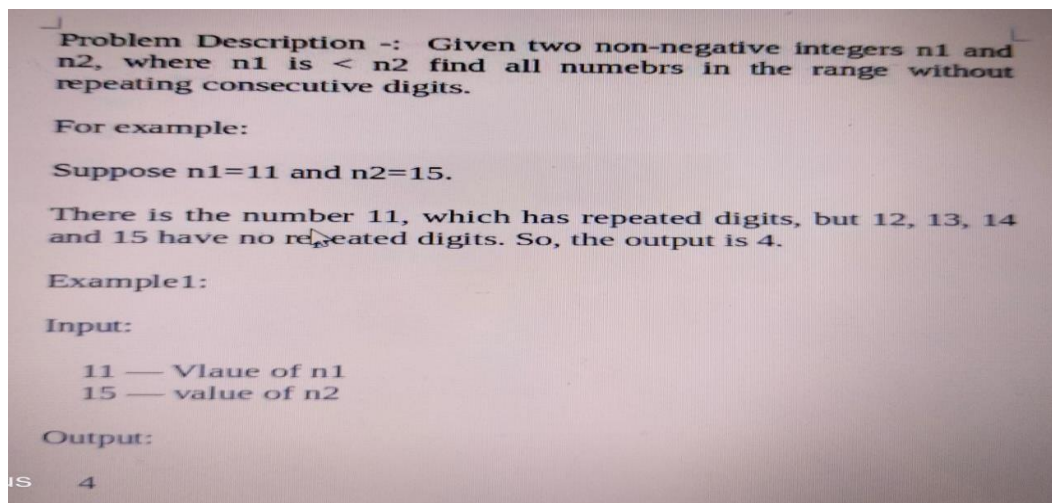 Problem Description -: Given two non-negative integers n1 and
n2, where n1 is < n2 find all numebrs in the range without
repeating consecutive digits.
For example:
Suppose n1=11 and n2=15.
There is the number 11, which has repeated digits, but 12, 13, 14
and 15 have no repeated digits. So, the output is 4.
Example1:
Input:
11 — Vlaue of n1
15 — value of n2
Output:
4